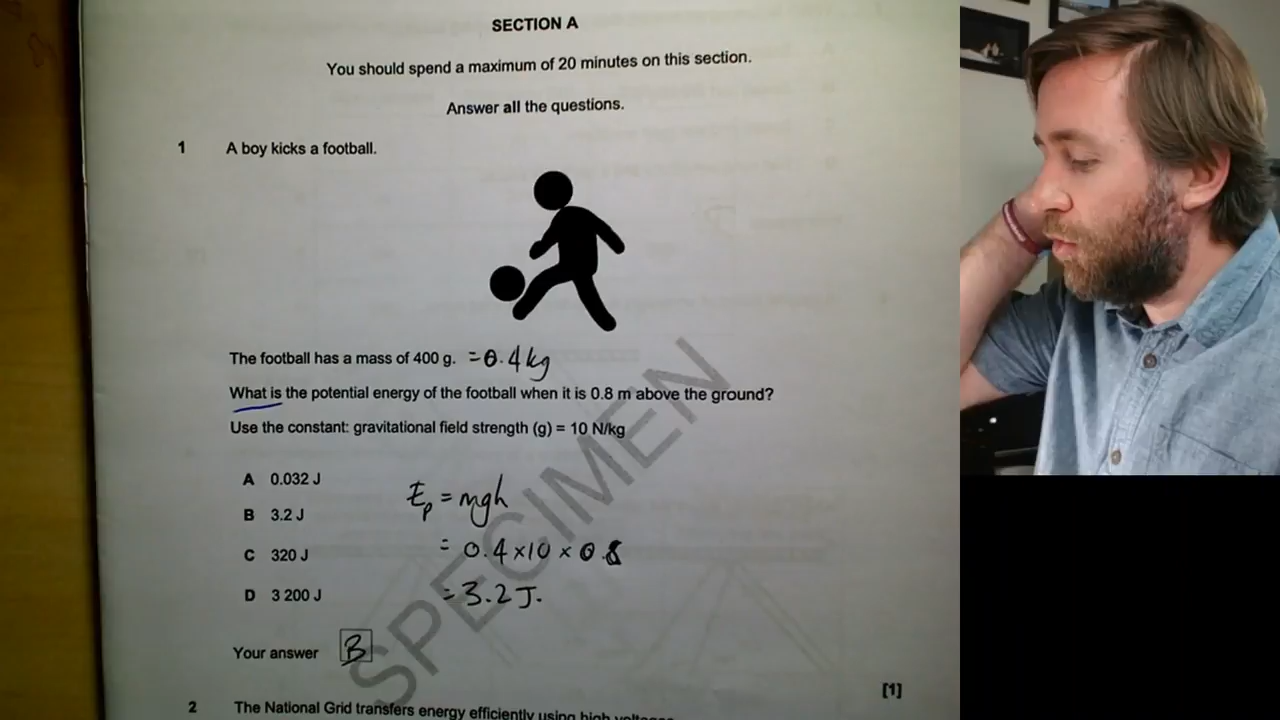 SECTION A
You should spend a maximum of 20 minutes on this section.
Answer all the questions.
1 A boy kicks a football.
The football has a mass of 400 g. = 0.4 kg
What is the potential energy of the football when it is 0.8 m above the ground?
Use the constant: gravitational field strength (g) = 10 N/kg
A 0.032 J
B 3.2 J
C 320 J
D 3 200 J
Ep = mgh
= 0.4 × 10 × 0.8
= 3.2 J.
Your answer B
[1]
SPECIMEN
2 The National Grid transfers energy efficiently using high